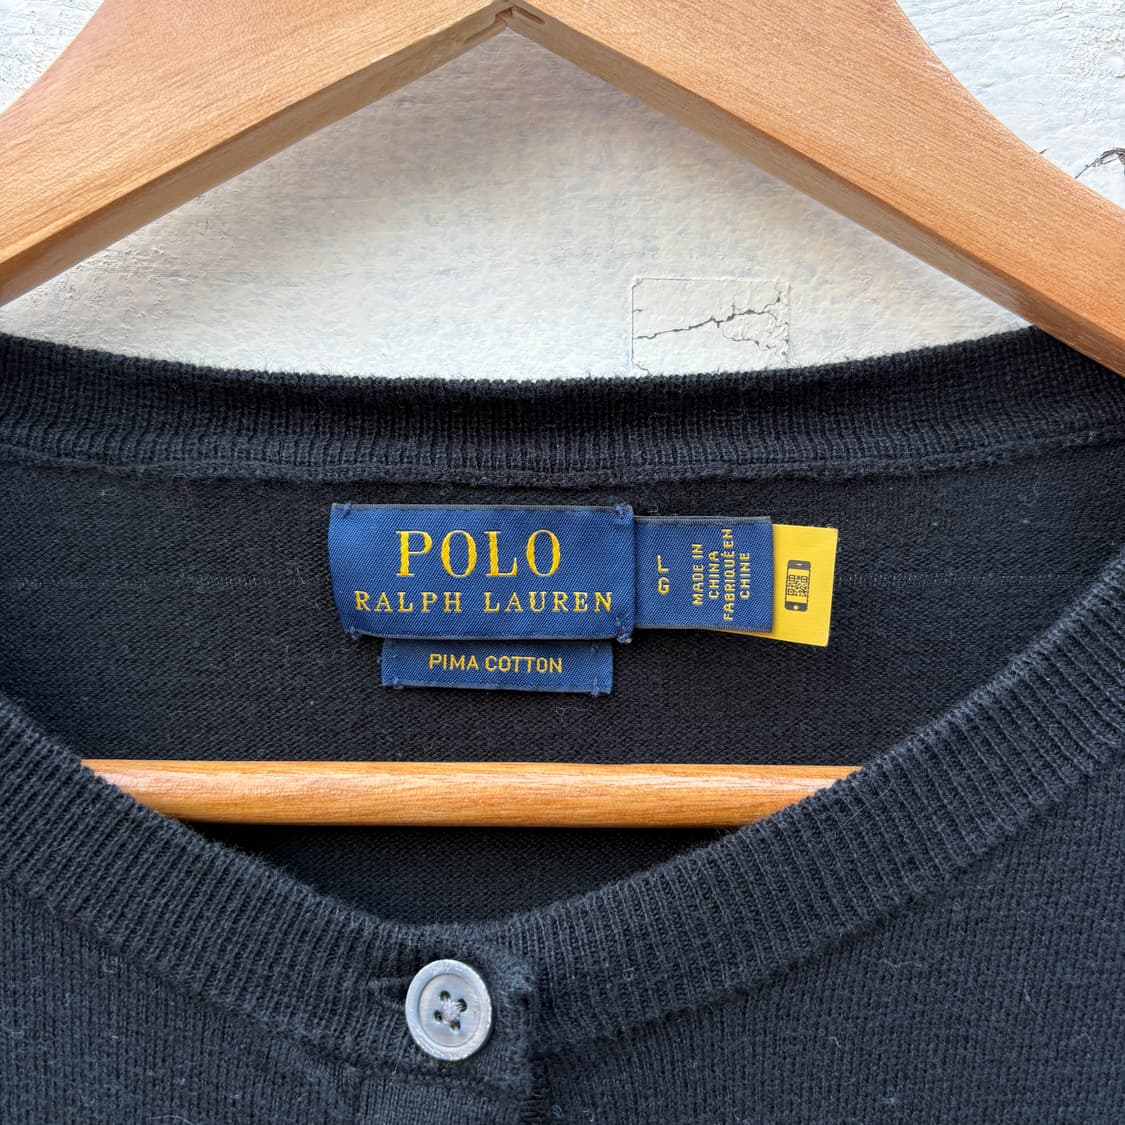 POLO
RALPH LAUREN
PIMA COTTON
L
G
MADE IN
CHINA
FABRIQUÉ EN
CHINE